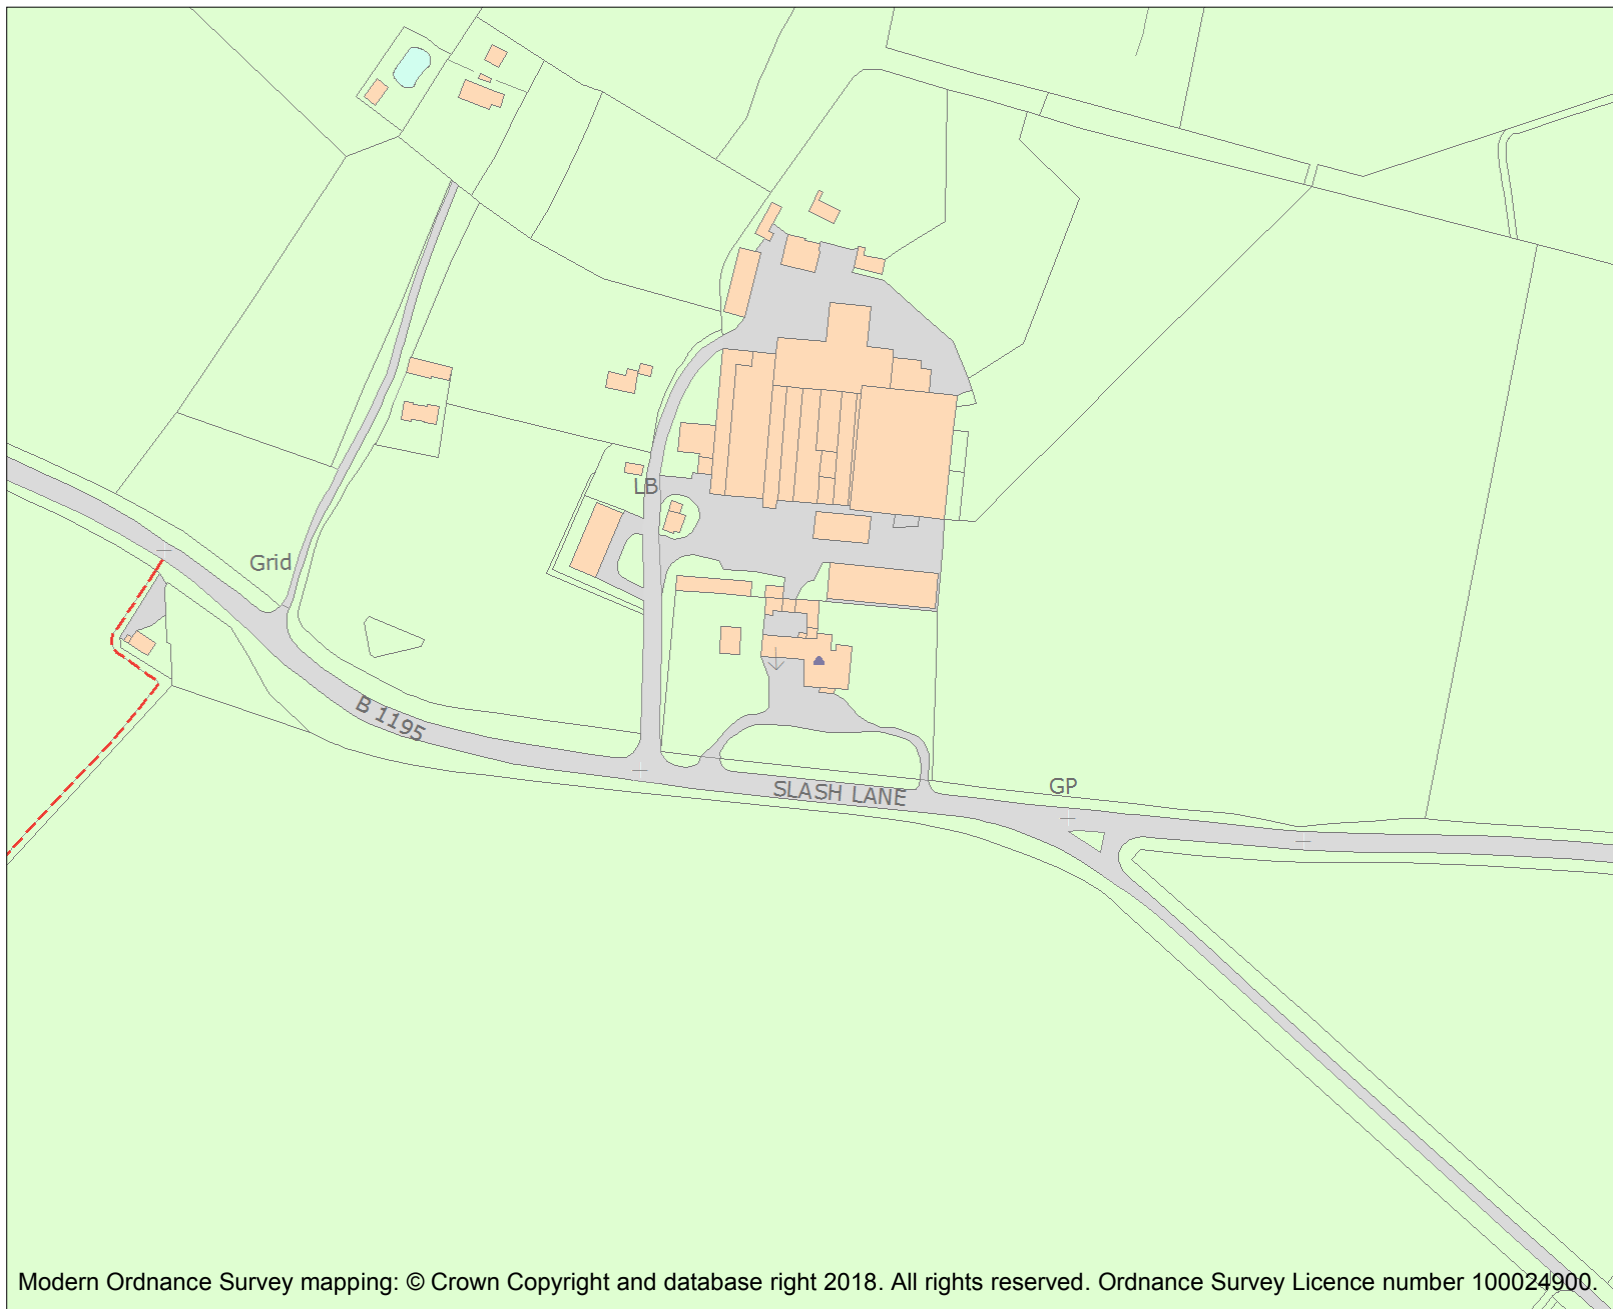 LB
Grid
B 1195
SLASH LANE
GP
Modern Ordnance Survey mapping: © Crown Copyright and database right 2018. All rights reserved. Ordnance Survey Licence number 100024900.